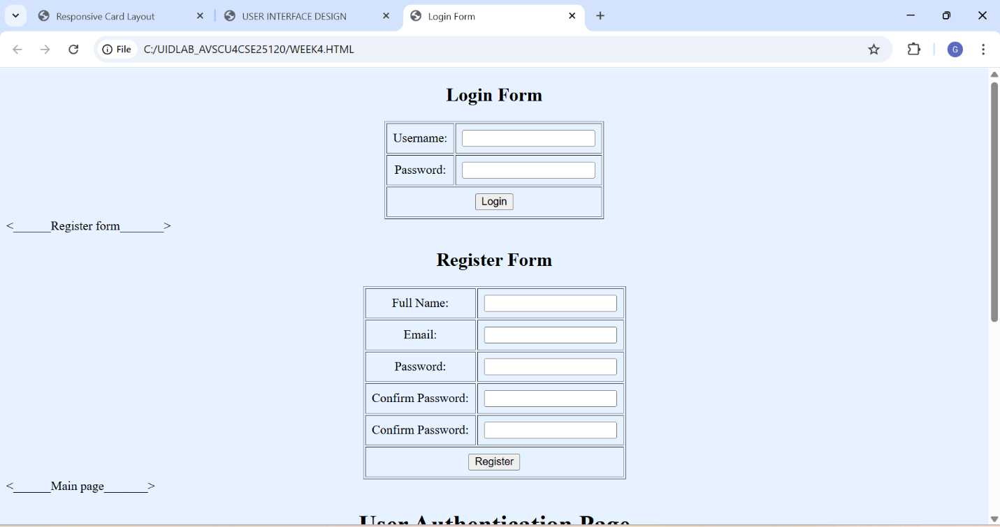 Responsive Card Layout
USER INTERFACE DESIGN
Login Form
File C:/UIDLAB_AVSCU4CSE25120/WEEK4.HTML
G
Login Form
Username:
Password:
Login
<______Register form_______>
Register Form
Full Name:
Email:
Password:
Confirm Password:
Confirm Password:
Register
<______Main page_______>
User Authentication Page